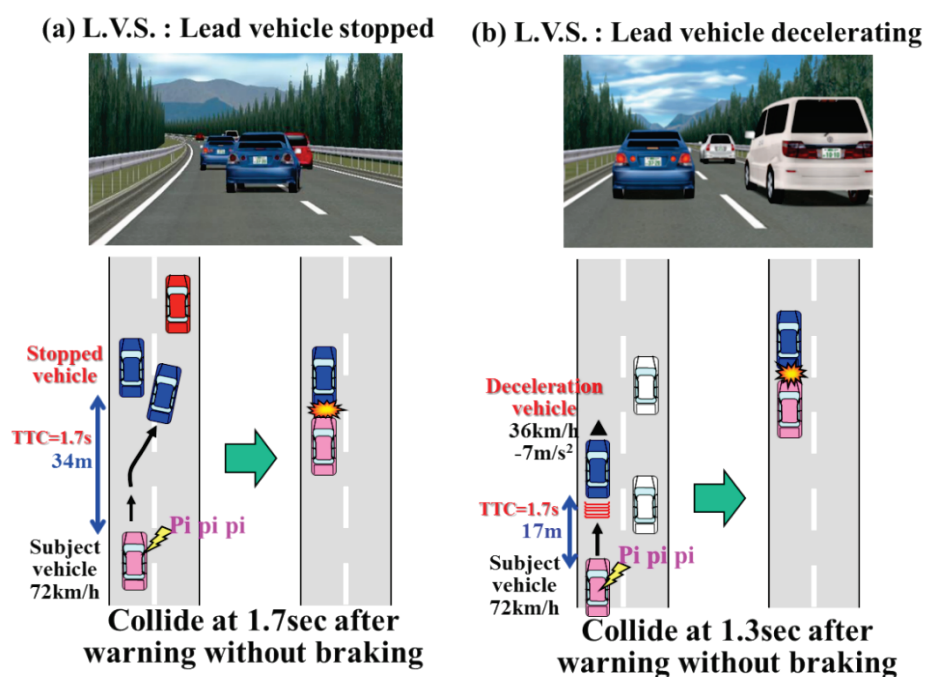 (a) L.V.S. : Lead vehicle stopped
Stopped
vehicle
TTC=1.7s
34m
Pi pi pi
Subject
vehicle
72km/h
Collide at 1.7sec after
warning without braking
(b) L.V.S. : Lead vehicle decelerating
Deceleration
vehicle
36km/h
-7m/s²
TTC=1.7s
17m
Pi pi pi
Subject
vehicle
72km/h
Collide at 1.3sec after
warning without braking